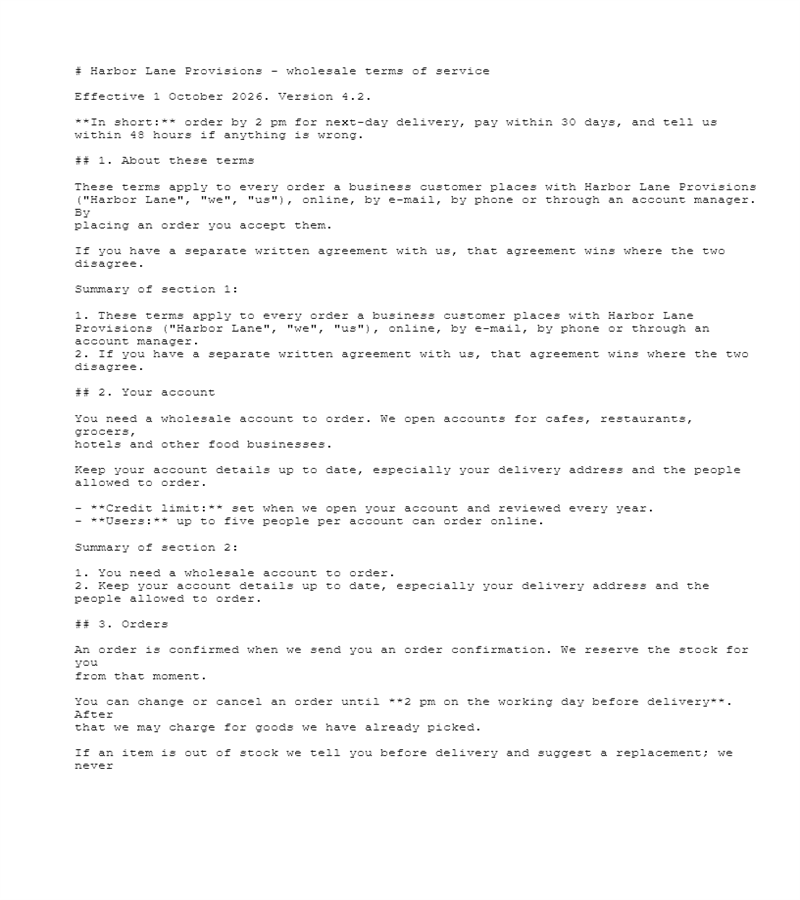 # Harbor Lane Provisions - wholesale terms of service
Effective 1 October 2026. Version 4.2.
**In short:** order by 2 pm for next-day delivery, pay within 30 days, and tell us
within 48 hours if anything is wrong.
## 1. About these terms
These terms apply to every order a business customer places with Harbor Lane Provisions
("Harbor Lane", "we", "us"), online, by e-mail, by phone or through an account manager.
By
placing an order you accept them.
If you have a separate written agreement with us, that agreement wins where the two
disagree.
Summary of section 1:
1. These terms apply to every order a business customer places with Harbor Lane
Provisions ("Harbor Lane", "we", "us"), online, by e-mail, by phone or through an
account manager.
2. If you have a separate written agreement with us, that agreement wins where the two
disagree.
## 2. Your account
You need a wholesale account to order. We open accounts for cafes, restaurants,
grocers,
hotels and other food businesses.
Keep your account details up to date, especially your delivery address and the people
allowed to order.
- **Credit limit:** set when we open your account and reviewed every year.
- **Users:** up to five people per account can order online.
Summary of section 2:
1. You need a wholesale account to order.
2. Keep your account details up to date, especially your delivery address and the
people allowed to order.
## 3. Orders
An order is confirmed when we send you an order confirmation. We reserve the stock for
you
from that moment.
You can change or cancel an order until **2 pm on the working day before delivery**.
After
that we may charge for goods we have already picked.
If an item is out of stock we tell you before delivery and suggest a replacement; we
never